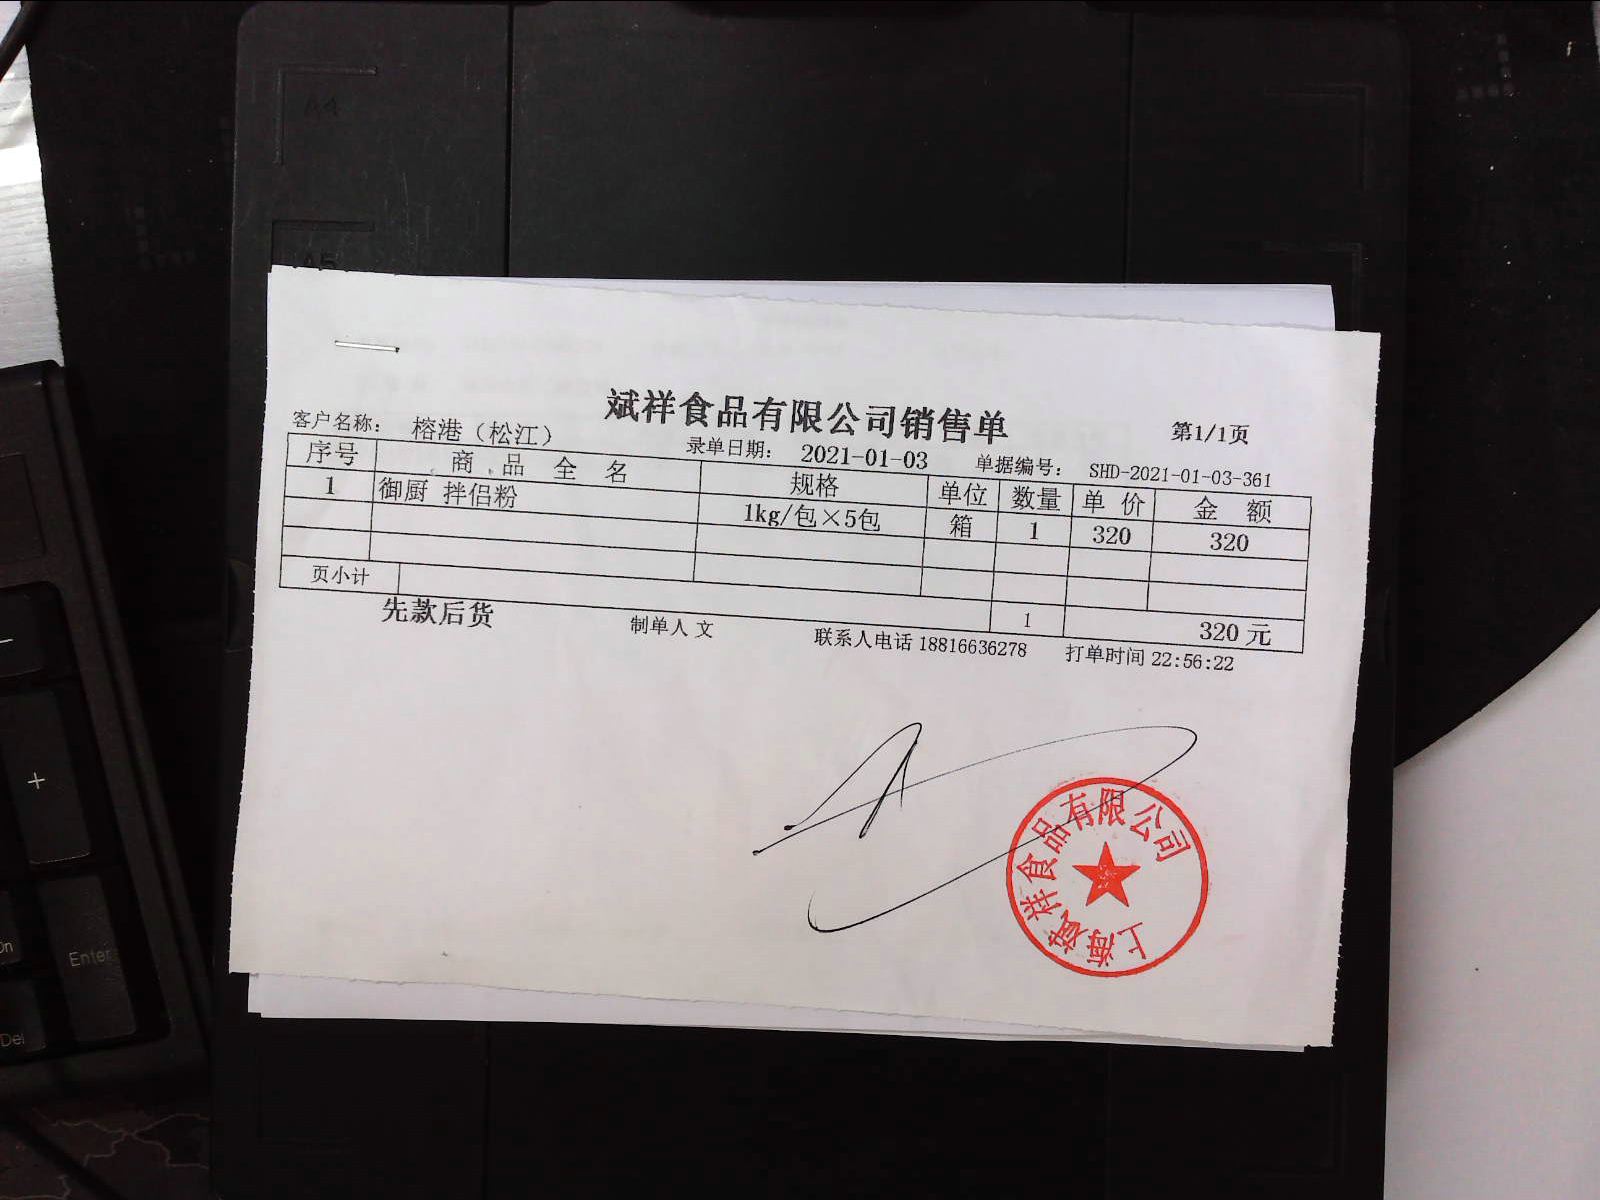 A4
A5
斌祥食品有限公司销售单
第1/1页
客户名称: 榕港（松江） 录单日期: 2021-01-03 单据编号: SHD-2021-01-03-361
序号 商 品 全 名 规格 单位 数量 单 价 金 额
1 御厨 拌侣粉 1kg/包×5包 箱 1 320 320
页小计 1 320 元
先款后货 制单人 文 联系人电话 18816636278 打单时间 22:56:22
上海斌祥食品有限公司
+
Enter
Del